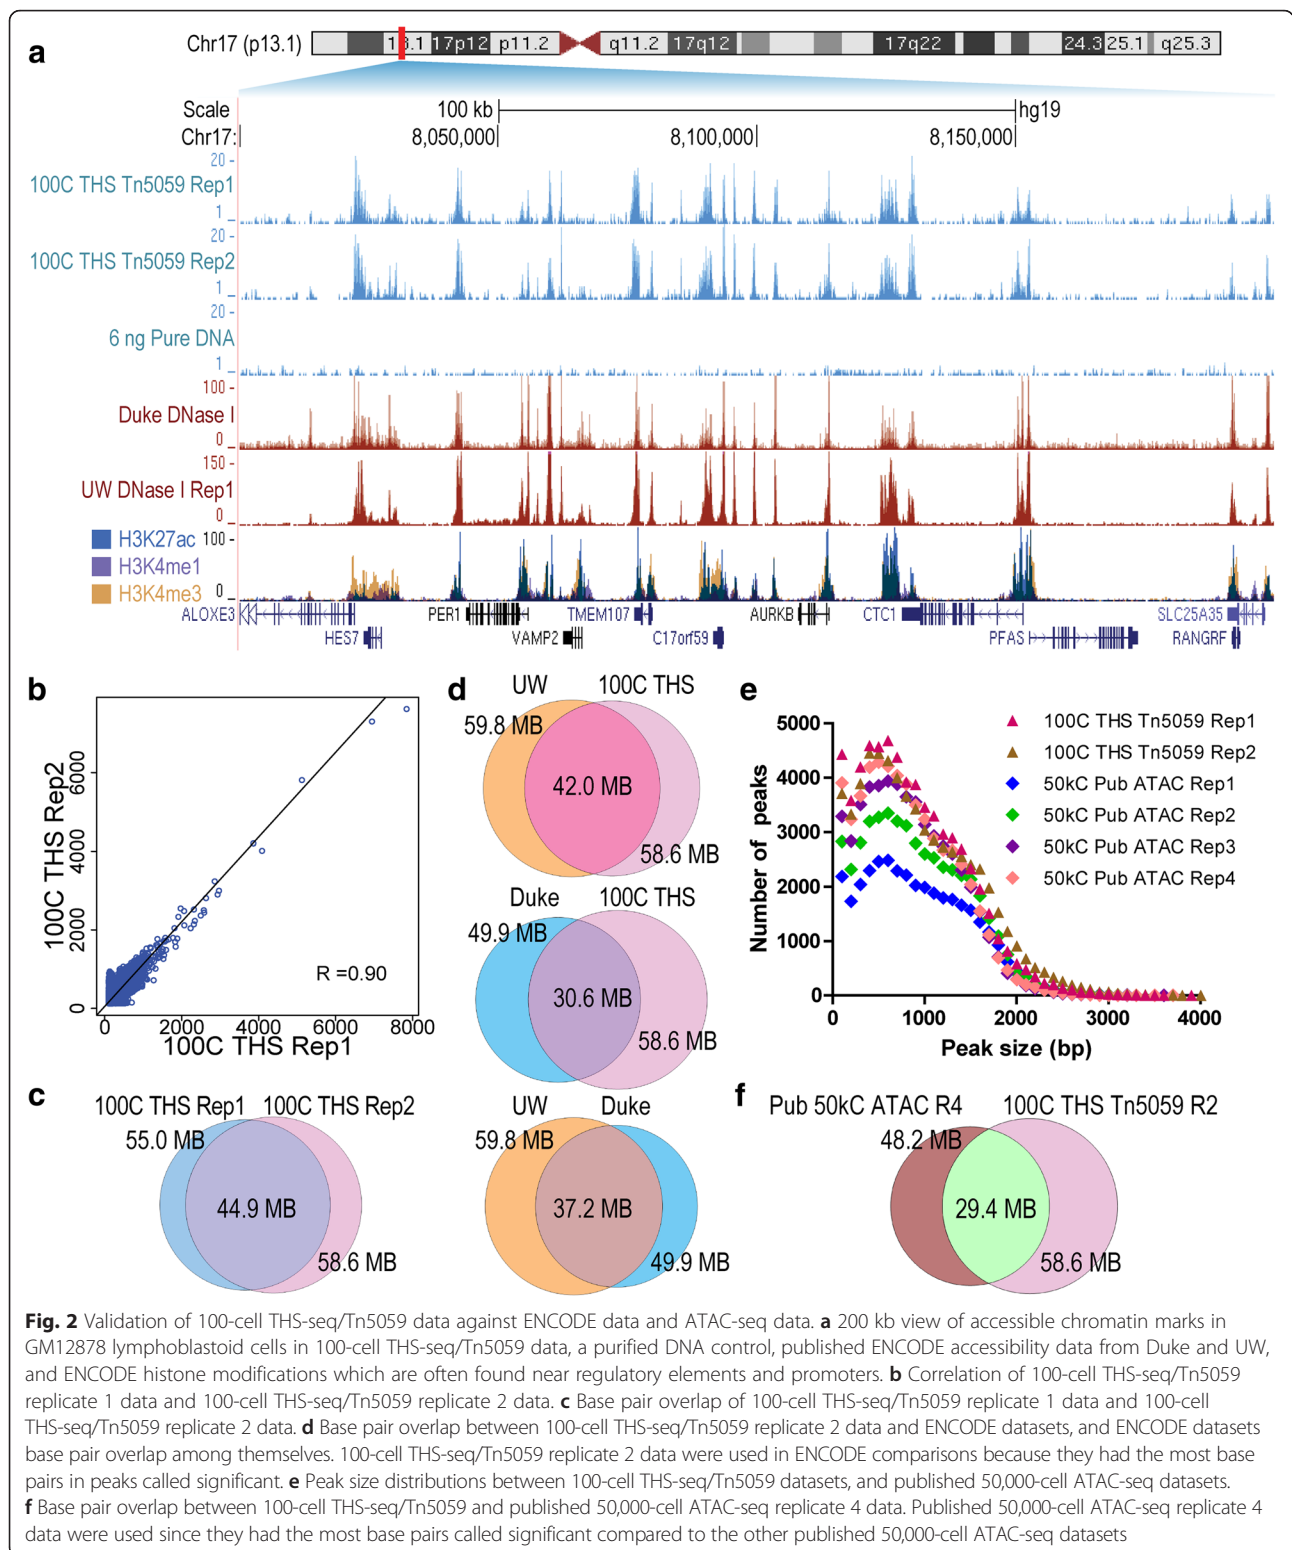 a
Chr17 (p13.1)
13.1 17p12 p11.2 q11.2 17q12 17q22 24.3 25.1 q25.3
Scale 100 kb hg19
Chr17: 8,050,000 8,100,000 8,150,000
20 -
100C THS Tn5059 Rep1
1
20 -
100C THS Tn5059 Rep2
1
20 -
6 ng Pure DNA
1
100 -
Duke DNase I
0
150 -
UW DNase I Rep1
0
H3K27ac 100 -
H3K4me1
H3K4me3 0
ALOXE3 PER1 TMEM107 AURKB CTC1 SLC25A35
HES7 VAMP2 C17orf59 PFAS RANGRF
b
100C THS Rep2
6000
4000
2000
0
R =0.90
0 2000 4000 6000 8000
100C THS Rep1
c
100C THS Rep1 100C THS Rep2
55.0 MB
44.9 MB
58.6 MB
d
UW 100C THS
59.8 MB
42.0 MB
58.6 MB
Duke 100C THS
49.9 MB
30.6 MB
58.6 MB
UW Duke
59.8 MB
37.2 MB
49.9 MB
e
Number of peaks
5000
4000
3000
2000
1000
0
0 1000 2000 3000 4000
Peak size (bp)
100C THS Tn5059 Rep1
100C THS Tn5059 Rep2
50kC Pub ATAC Rep1
50kC Pub ATAC Rep2
50kC Pub ATAC Rep3
50kC Pub ATAC Rep4
f
Pub 50kC ATAC R4 100C THS Tn5059 R2
48.2 MB
29.4 MB
58.6 MB
Fig. 2 Validation of 100-cell THS-seq/Tn5059 data against ENCODE data and ATAC-seq data. a 200 kb view of accessible chromatin marks in
GM12878 lymphoblastoid cells in 100-cell THS-seq/Tn5059 data, a purified DNA control, published ENCODE accessibility data from Duke and UW,
and ENCODE histone modifications which are often found near regulatory elements and promoters. b Correlation of 100-cell THS-seq/Tn5059
replicate 1 data and 100-cell THS-seq/Tn5059 replicate 2 data. c Base pair overlap of 100-cell THS-seq/Tn5059 replicate 1 data and 100-cell
THS-seq/Tn5059 replicate 2 data. d Base pair overlap between 100-cell THS-seq/Tn5059 replicate 2 data and ENCODE datasets, and ENCODE datasets
base pair overlap among themselves. 100-cell THS-seq/Tn5059 replicate 2 data were used in ENCODE comparisons because they had the most base
pairs in peaks called significant. e Peak size distributions between 100-cell THS-seq/Tn5059 datasets, and published 50,000-cell ATAC-seq datasets.
f Base pair overlap between 100-cell THS-seq/Tn5059 and published 50,000-cell ATAC-seq replicate 4 data. Published 50,000-cell ATAC-seq replicate 4
data were used since they had the most base pairs called significant compared to the other published 50,000-cell ATAC-seq datasets